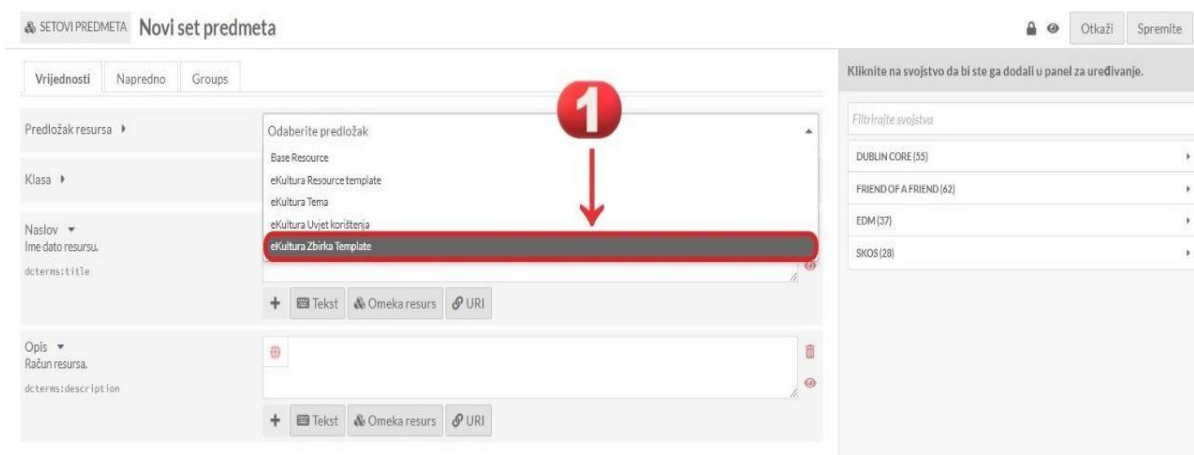 SETOVI PREDMETA Novi set predmeta
Otkaži Spremite
Vrijednosti Napredno Groups
Predložak resursa
Odaberite predložak
Base Resource
eKultura Resource template
eKultura Tema
eKultura Uvjet korištenja
eKultura Zbirka Template
1
Klasa
Naslov
Ime dato resursu.
dcterms:title
+ Tekst Omeka resurs URI
Opis
Račun resursa.
dcterms:description
+ Tekst Omeka resurs URI
Kliknite na svojstvo da bi ste ga dodali u panel za uređivanje.
Filtrirajte svojstva
DUBLIN CORE (55)
FRIEND OF A FRIEND (62)
EDM (37)
SKOS (28)